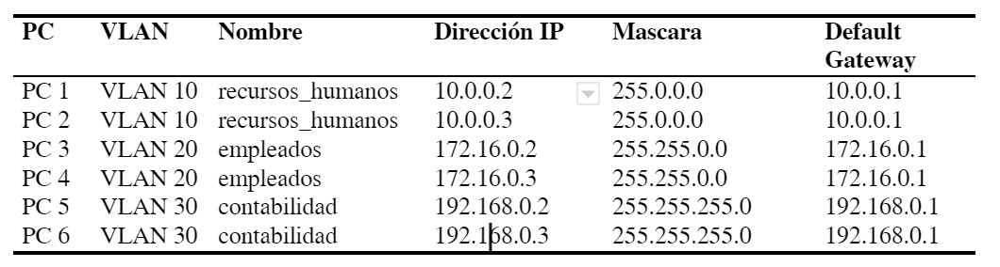 PC VLAN Nombre Dirección IP Mascara Default
Gateway
PC 1 VLAN 10 recursos_humanos 10.0.0.2 255.0.0.0 10.0.0.1
PC 2 VLAN 10 recursos_humanos 10.0.0.3 255.0.0.0 10.0.0.1
PC 3 VLAN 20 empleados 172.16.0.2 255.255.0.0 172.16.0.1
PC 4 VLAN 20 empleados 172.16.0.3 255.255.0.0 172.16.0.1
PC 5 VLAN 30 contabilidad 192.168.0.2 255.255.255.0 192.168.0.1
PC 6 VLAN 30 contabilidad 192.168.0.3 255.255.255.0 192.168.0.1